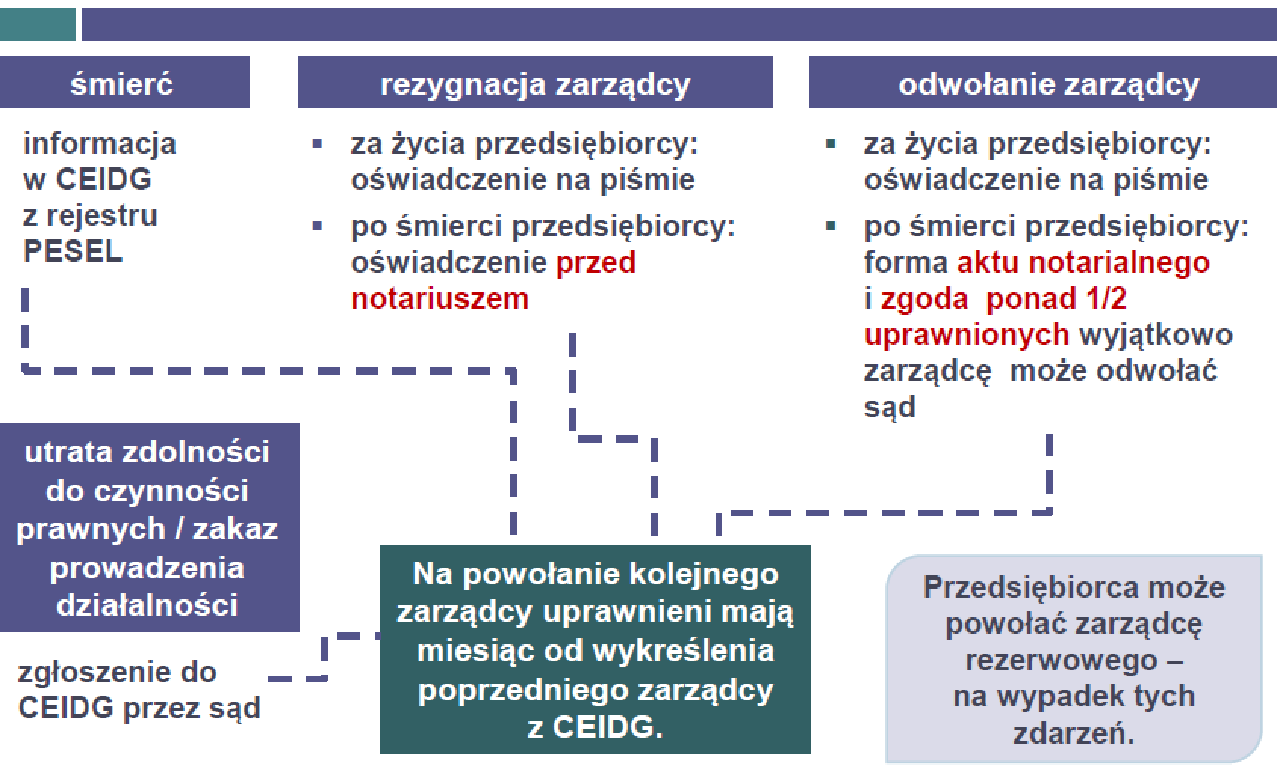 śmierć
informacja
w CEIDG
z rejestru
PESEL
rezygnacja zarządcy
▪ za życia przedsiębiorcy:
oświadczenie na piśmie
▪ po śmierci przedsiębiorcy:
oświadczenie przed
notariuszem
odwołanie zarządcy
▪ za życia przedsiębiorcy:
oświadczenie na piśmie
▪ po śmierci przedsiębiorcy:
forma aktu notarialnego
i zgoda ponad 1/2
uprawnionych wyjątkowo
zarządcę może odwołać
sąd
utrata zdolności
do czynności
prawnych / zakaz
prowadzenia
działalności
zgłoszenie do
CEIDG przez sąd
Na powołanie kolejnego
zarządcy uprawnieni mają
miesiąc od wykreślenia
poprzedniego zarządcy
z CEIDG.
Przedsiębiorca może
powołać zarządcę
rezerwowego –
na wypadek tych
zdarzeń.